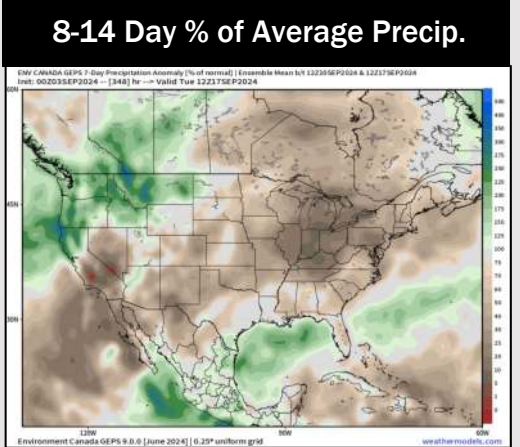 8-14 Day % of Average Precip.
ENV CANADA GEPS 7-Day Precipitation Anomaly [% of normal] | Ensemble Mean b/t 12Z10SEP2024 & 12Z17SEP2024
Init: 00Z03SEP2024 -- [348] hr --> Valid Tue 12Z17SEP2024
60N
45N
30N
120W
90W
60W
Environment Canada GEPS 9.0.0 [June 2024] | 0.25° uniform grid
weathermodels.com